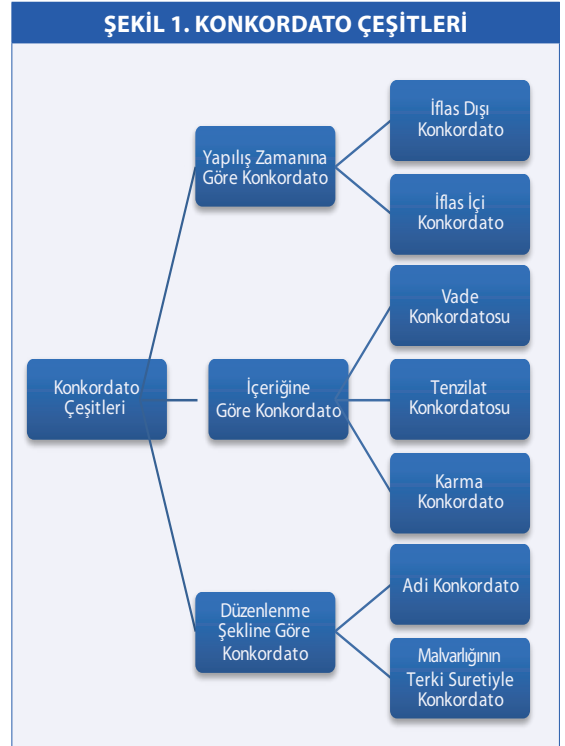 ŞEKİL 1. KONKORDATO ÇEŞİTLERİ
Konkordato
Çeşitleri
Yapılış Zamanına
Göre Konkordato
İflas Dışı
Konkordato
İflas İçi
Konkordato
İçeriğine
Göre Konkordato
Vade
Konkordatosu
Tenzilat
Konkordatosu
Karma
Konkordato
Düzenlenme
Şekline Göre
Konkordato
Adi Konkordato
Malvarlığının
Terki Suretiyle
Konkordato